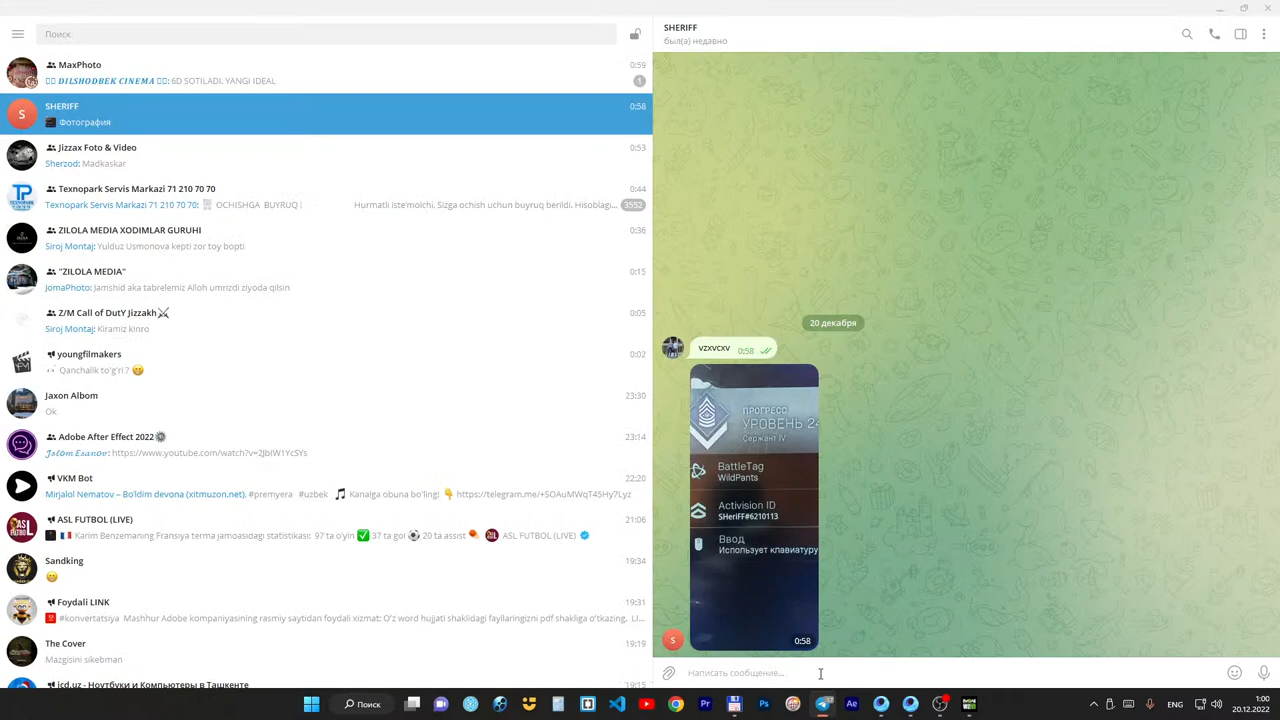 Поиск
MaxPhoto
0:59
DILSHODBEK CINEMA : 6D SOTILADI. YANGI IDEAL
1
SHERIFF
0:58
Фотография
Jizzax Foto & Video
0:53
Sherzod: Madkaskar
Texnopark Servis Markazi 71 210 70 70
0:44
Texnopark Servis Markazi 71 210 70 70: 🛒 OCHISHGA BUYRUQ! Hurmatli iste'molchi, Sizga ochish uchun buyruq berildi. Hisoblagi...
3552
ZILOLA MEDIA XODIMLAR GURUHI
0:36
Siroj Montaj: Yulduz Usmonova kepti zor toy bopti
"ZILOLA MEDIA"
0:15
JomaPhoto: Jamshid aka tabrelemiz Alloh umrizdi ziyoda qilsin
Z/M Call of DutY Jizzakh⚔
0:05
Siroj Montaj: Kiramiz kinro
youngfilmakers
0:02
Qanchalik to'g'ri ? 😋
Jaxon Albom
23:30
Ok
Adobe After Effect 2022⚙
23:14
Islom Esanov: https://www.youtube.com/watch?v=2JbIW1YcSYs
VKM Bot
22:20
Mirjalol Nematov – Bo'ldim devona (xitmuzon.net). #premyera #uzbek 🎵 Kanalga obuna bo'ling! 👇 https://telegram.me/+SOAuMWqT45Hy7Lyz
ASL FUTBOL (LIVE)
21:06
Karim Benzemaning Fransiya terma jamoasidagi statistikasi: 97 ta o'yin ✅ 37 ta gol ⚽ 20 ta assist ASL FUTBOL (LIVE)
Sandking
19:34
😋
Foydali LINK
19:31
#konvertatsiya Mashhur Adobe kompaniyasining rasmiy saytidan foydali xizmat: O'z word hujjati shaklidagi fayllaringizni pdf shakliga o'tkazing. LI...
The Cover
19:19
Mazgisini sikebman
icd.uz - Ноутбуки и Компьютеры в Ташкенте
19:15
SHERIFF
был(а) недавно
20 декабря
vzxvcxv
0:58
ПРОГРЕСС:
УРОВЕНЬ 24
Сержант IV
BattleTag
WildPants
Activision ID
SHeriFF#6210113
Ввод
Использует клавиатуру
0:58
Написать сообщение...
Поиск
ENG
1:00
20.12.2022